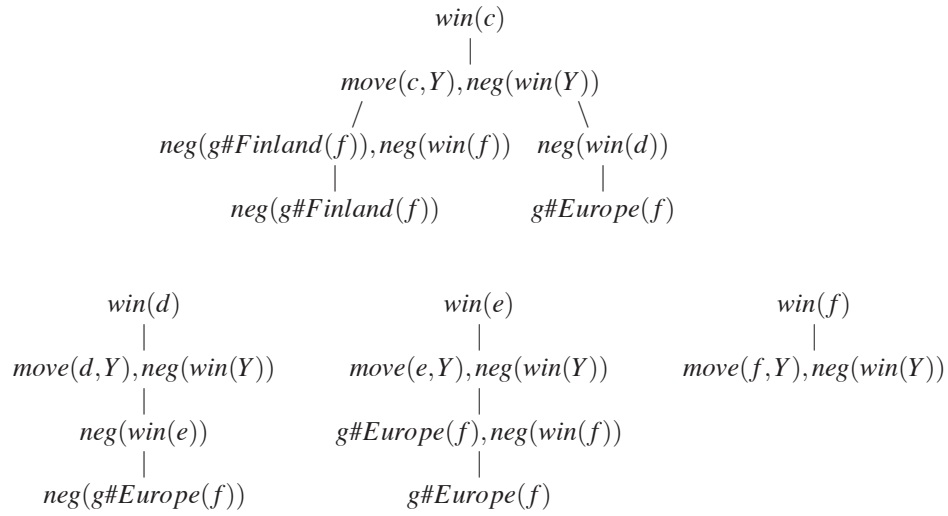 win(c)
move(c,Y),neg(win(Y))
neg(g#Finland(f)),neg(win(f)) neg(win(d))
neg(g#Finland(f)) g#Europe(f)
win(d) win(e) win(f)
move(d,Y),neg(win(Y)) move(e,Y),neg(win(Y)) move(f,Y),neg(win(Y))
neg(win(e)) g#Europe(f),neg(win(f))
neg(g#Europe(f)) g#Europe(f)